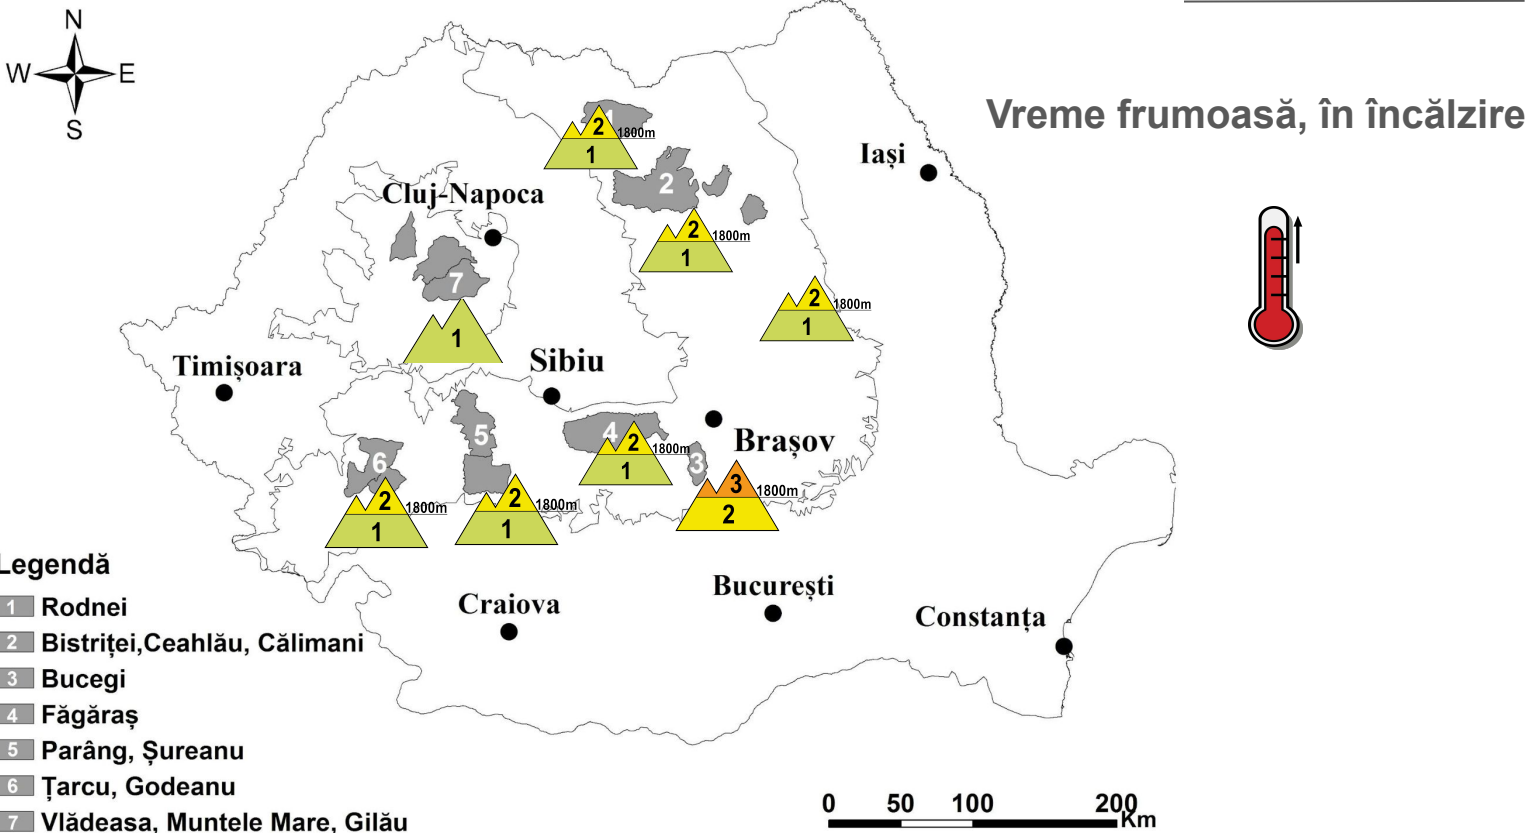 N
W E
S
Vreme frumoasă, în încălzire
1
2
1800m
1
Iași
2
Cluj-Napoca
2
1800m
1
7
2
1800m
1
1
Timișoara
Sibiu
5
4
2
1800m
1
Brașov
3
6
3
1800m
2
2
1800m
1
2
1800m
1
Legendă
1 Rodnei
2 Bistriței,Ceahlău, Călimani
3 Bucegi
4 Făgăraș
5 Parâng, Șureanu
6 Țarcu, Godeanu
7 Vlădeasa, Muntele Mare, Gilău
București
Craiova
Constanța
0 50 100 200
Km